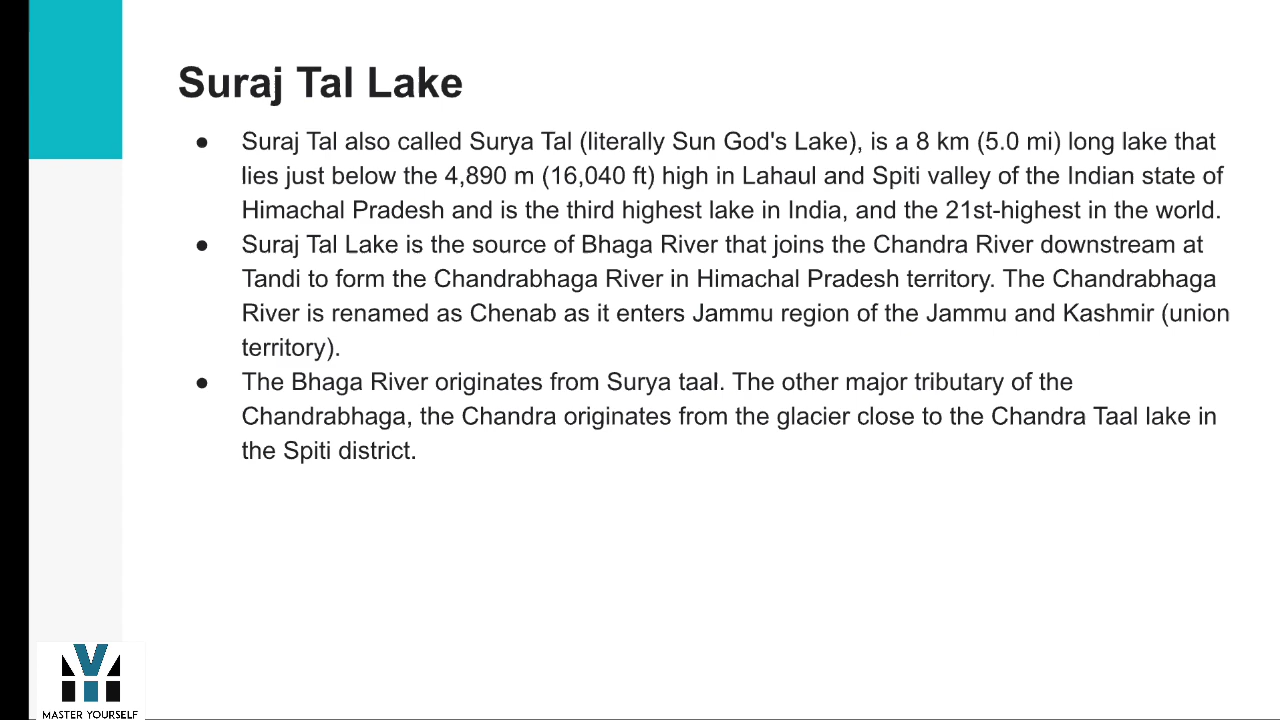 Suraj Tal Lake
● Suraj Tal also called Surya Tal (literally Sun God's Lake), is a 8 km (5.0 mi) long lake that
lies just below the 4,890 m (16,040 ft) high in Lahaul and Spiti valley of the Indian state of
Himachal Pradesh and is the third highest lake in India, and the 21st-highest in the world.
● Suraj Tal Lake is the source of Bhaga River that joins the Chandra River downstream at
Tandi to form the Chandrabhaga River in Himachal Pradesh territory. The Chandrabhaga
River is renamed as Chenab as it enters Jammu region of the Jammu and Kashmir (union
territory).
● The Bhaga River originates from Surya taal. The other major tributary of the
Chandrabhaga, the Chandra originates from the glacier close to the Chandra Taal lake in
the Spiti district.
MASTER YOURSELF